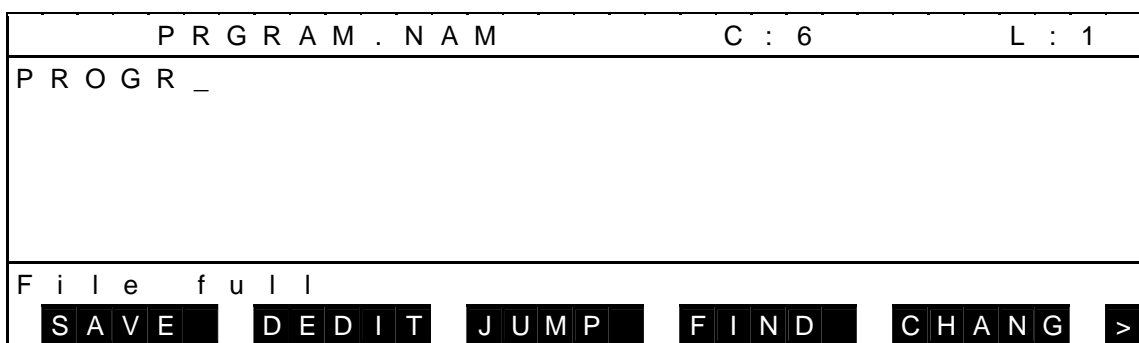 PRGRAM.NAM C:6 L:1
PROGR_
File full
SAVE DEDIT JUMP FIND CHANG >